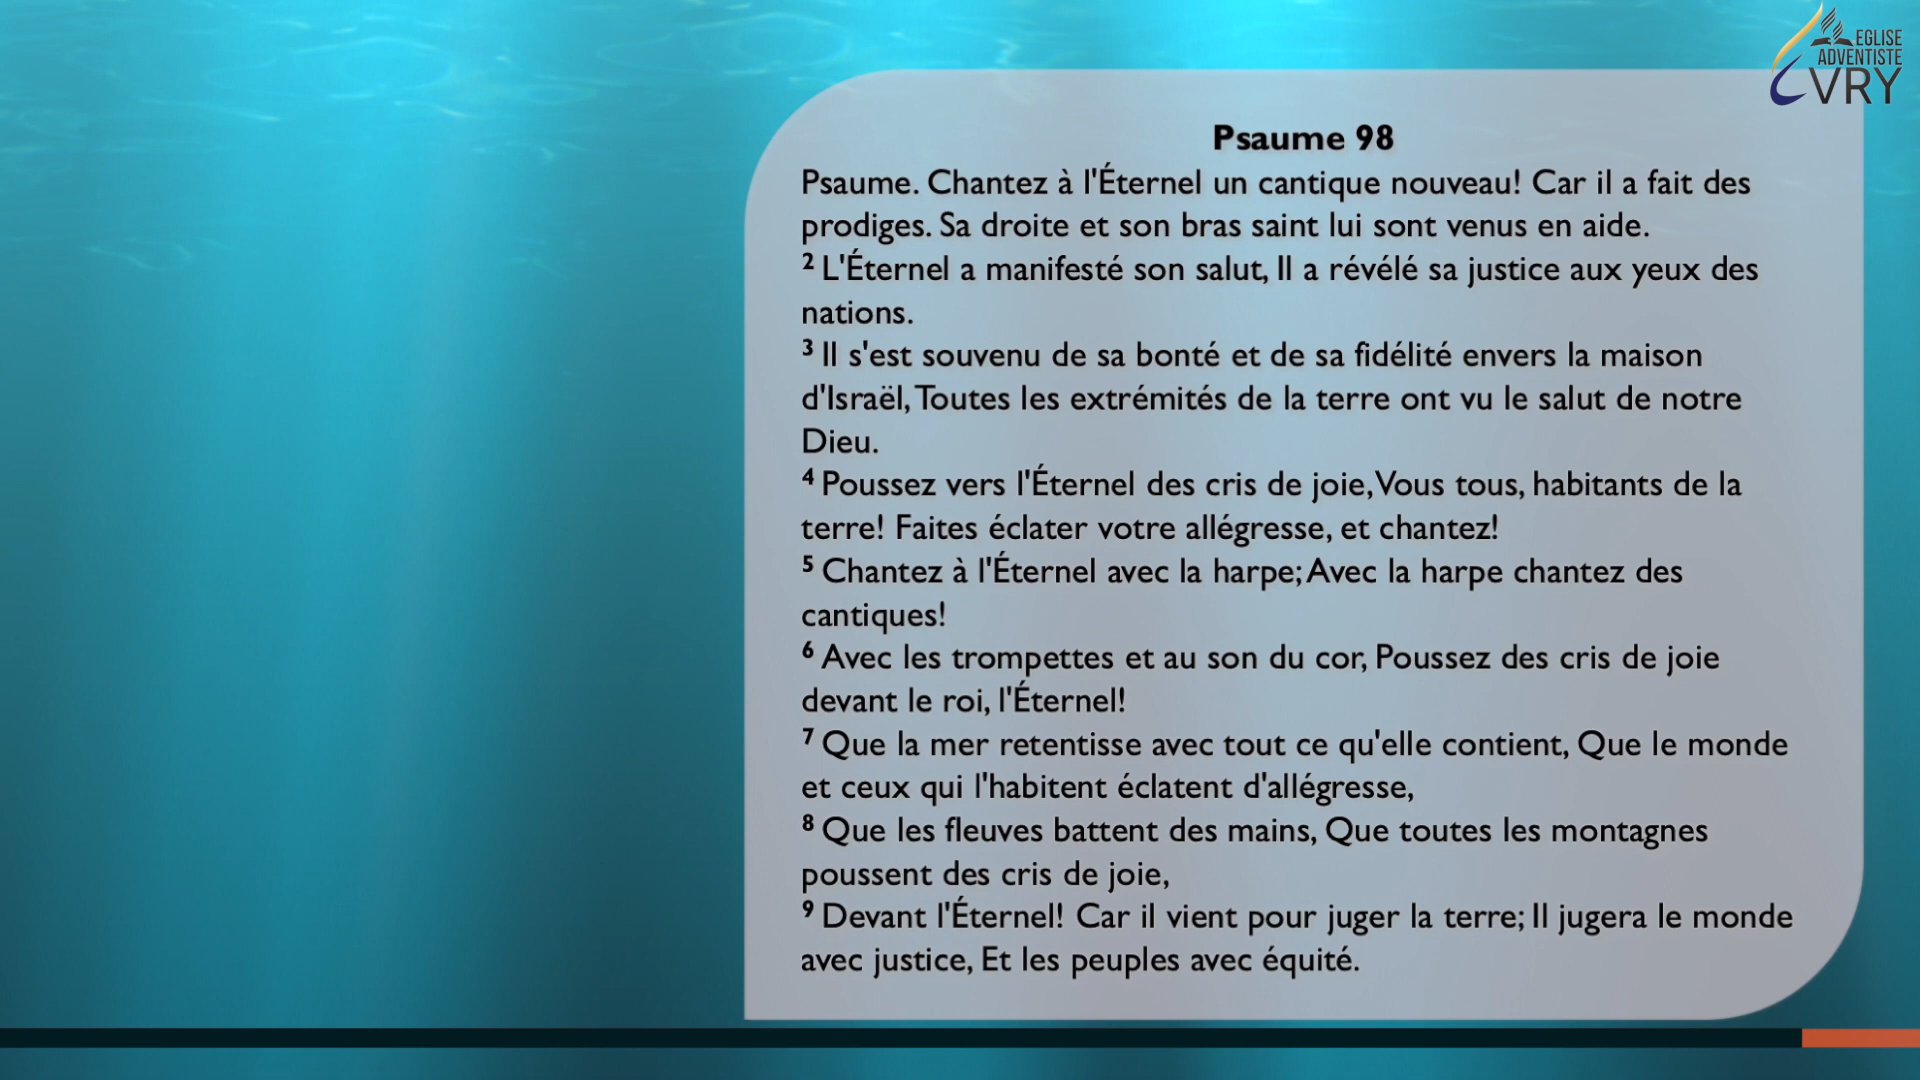 EGLISE
ADVENTISTE
VRY
Psaume 98
Psaume. Chantez à l'Éternel un cantique nouveau! Car il a fait des
prodiges. Sa droite et son bras saint lui sont venus en aide.
2 L'Éternel a manifesté son salut, Il a révélé sa justice aux yeux des
nations.
3 Il s'est souvenu de sa bonté et de sa fidélité envers la maison
d'Israël, Toutes les extrémités de la terre ont vu le salut de notre
Dieu.
4 Poussez vers l'Éternel des cris de joie, Vous tous, habitants de la
terre! Faites éclater votre allégresse, et chantez!
5 Chantez à l'Éternel avec la harpe; Avec la harpe chantez des
cantiques!
6 Avec les trompettes et au son du cor, Poussez des cris de joie
devant le roi, l'Éternel!
7 Que la mer retentisse avec tout ce qu'elle contient, Que le monde
et ceux qui l'habitent éclatent d'allégresse,
8 Que les fleuves battent des mains, Que toutes les montagnes
poussent des cris de joie,
9 Devant l'Éternel! Car il vient pour juger la terre; Il jugera le monde
avec justice, Et les peuples avec équité.